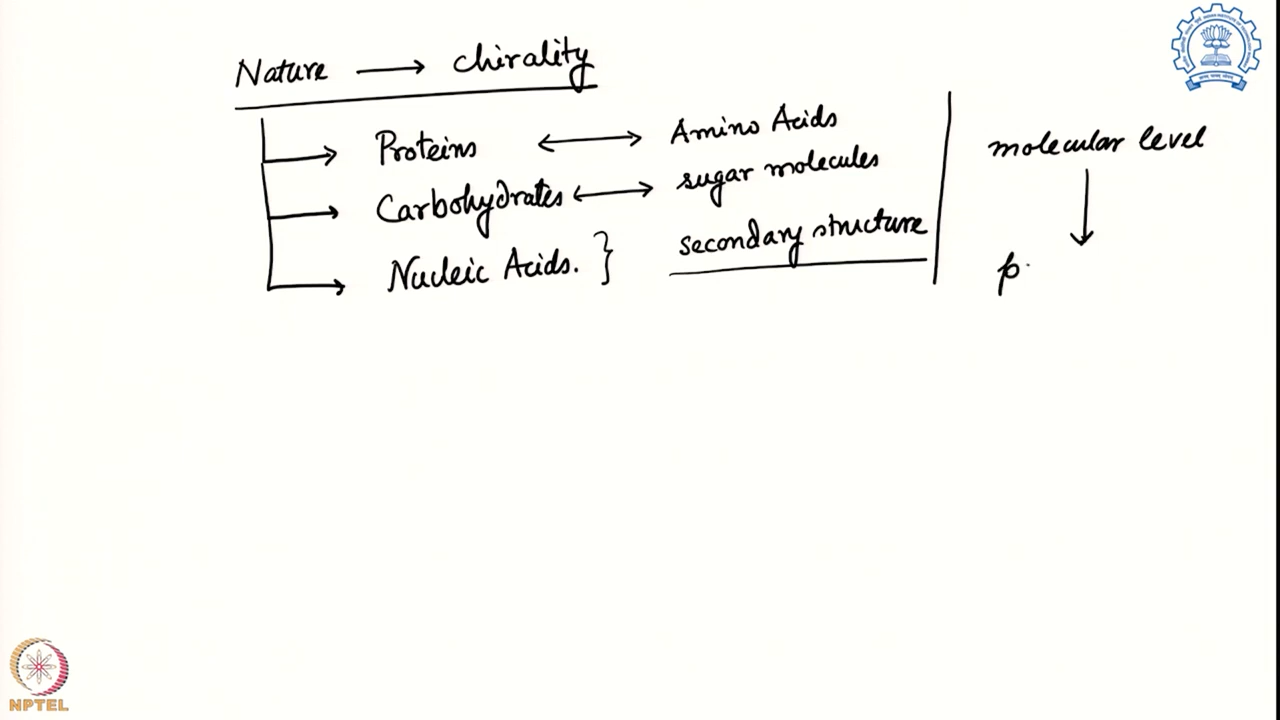 Nature → chirality
Proteins ↔ Amino Acids
Carbohydrates ↔ sugar molecules
Nucleic Acids. } secondary structure
molecular level
↓
p.
NPTEL